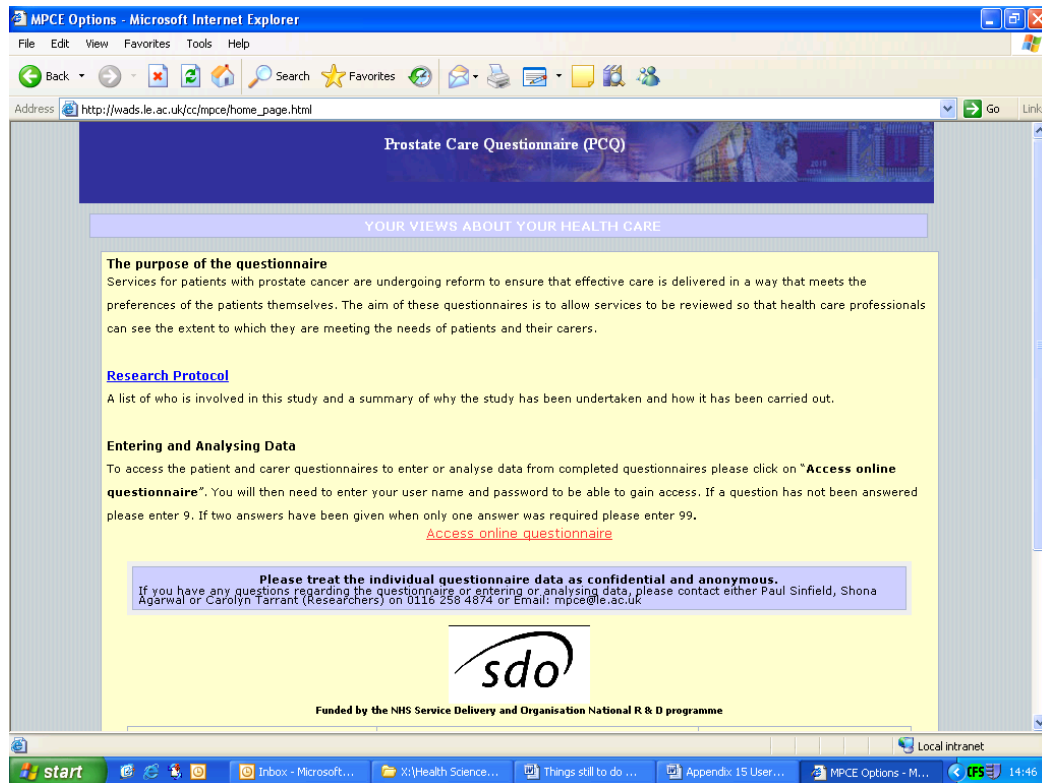 MPCE Options - Microsoft Internet Explorer
File Edit View Favorites Tools Help
Back Search Favorites
Address http://wads.le.ac.uk/cc/mpce/home_page.html Go Link
Prostate Care Questionnaire (PCQ)
YOUR VIEWS ABOUT YOUR HEALTH CARE
The purpose of the questionnaire
Services for patients with prostate cancer are undergoing reform to ensure that effective care is delivered in a way that meets the
preferences of the patients themselves. The aim of these questionnaires is to allow services to be reviewed so that health care professionals
can see the extent to which they are meeting the needs of patients and their carers.
Research Protocol
A list of who is involved in this study and a summary of why the study has been undertaken and how it has been carried out.
Entering and Analysing Data
To access the patient and carer questionnaires to enter or analyse data from completed questionnaires please click on "Access online
questionnaire". You will then need to enter your user name and password to be able to gain access. If a question has not been answered
please enter 9. If two answers have been given when only one answer was required please enter 99.
Access online questionnaire
Please treat the individual questionnaire data as confidential and anonymous.
If you have any questions regarding the questionnaire or entering or analysing data, please contact either Paul Sinfield, Shona
Agarwal or Carolyn Tarrant (Researchers) on 0116 258 4874 or Email: mpce@le.ac.uk
sdo
Funded by the NHS Service Delivery and Organisation National R & D programme
Local intranet
start Inbox - Microsoft... X:\Health Science... Things still to do ... Appendix 15 User... MPCE Options - M... CFS 14:46